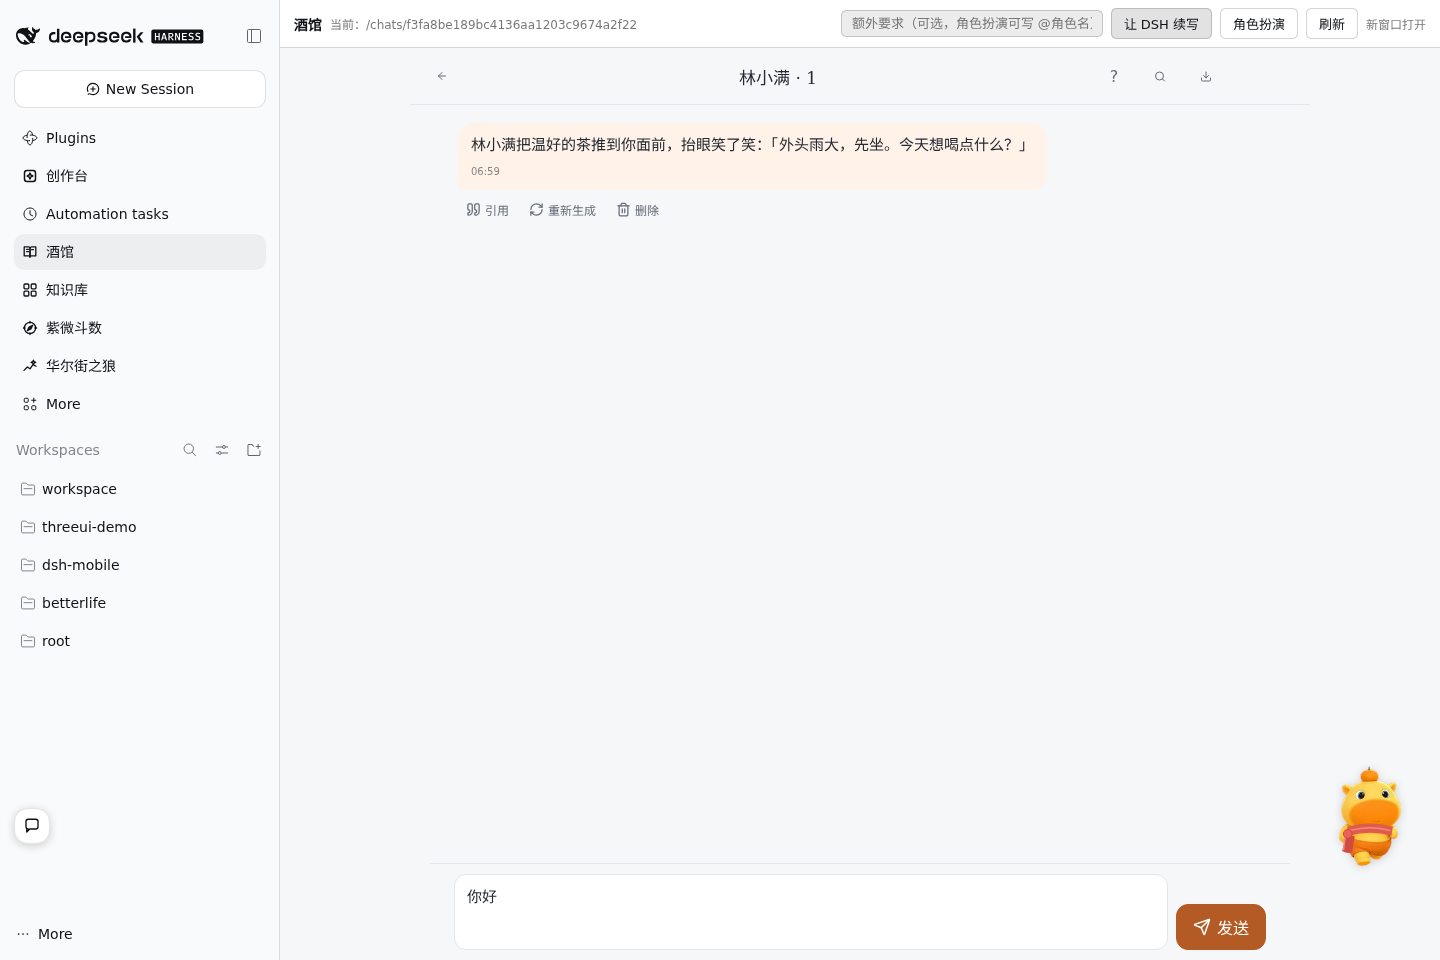 deepseek HARNESS
New Session
Plugins
创作台
Automation tasks
酒馆
知识库
紫微斗数
华尔街之狼
More
Workspaces
workspace
threeui-demo
dsh-mobile
betterlife
root
More
酒馆 当前：/chats/f3fa8be189bc4136aa1203c9674a2f22
额外要求（可选，角色扮演可写 @角色名
让 DSH 续写
角色扮演
刷新
新窗口打开
林小满 · 1
?
林小满把温好的茶推到你面前，抬眼笑了笑：「外头雨大，先坐。今天想喝点什么？」
06:59
引用
重新生成
删除
你好
发送